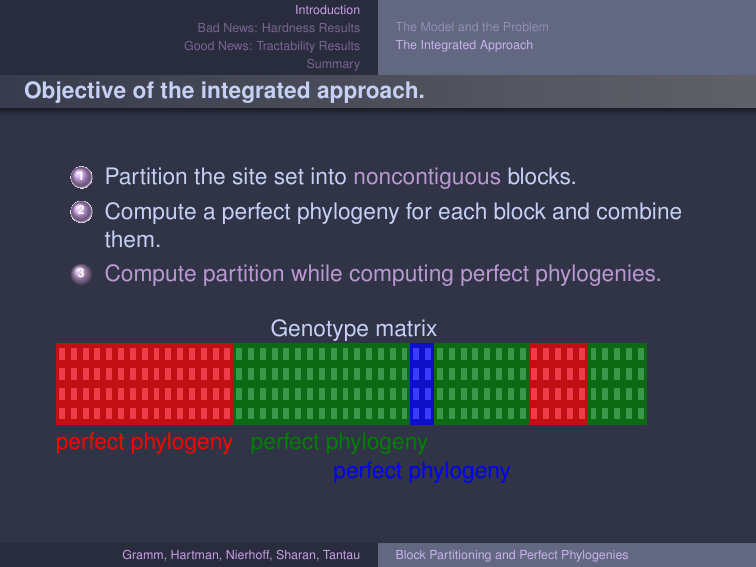 Introduction
Bad News: Hardness Results
Good News: Tractability Results
Summary
The Model and the Problem
The Integrated Approach
Objective of the integrated approach.
1 Partition the site set into noncontiguous blocks.
2 Compute a perfect phylogeny for each block and combine
them.
3 Compute partition while computing perfect phylogenies.
Genotype matrix
perfect phylogeny perfect phylogeny
perfect phylogeny
Gramm, Hartman, Nierhoff, Sharan, Tantau
Block Partitioning and Perfect Phylogenies